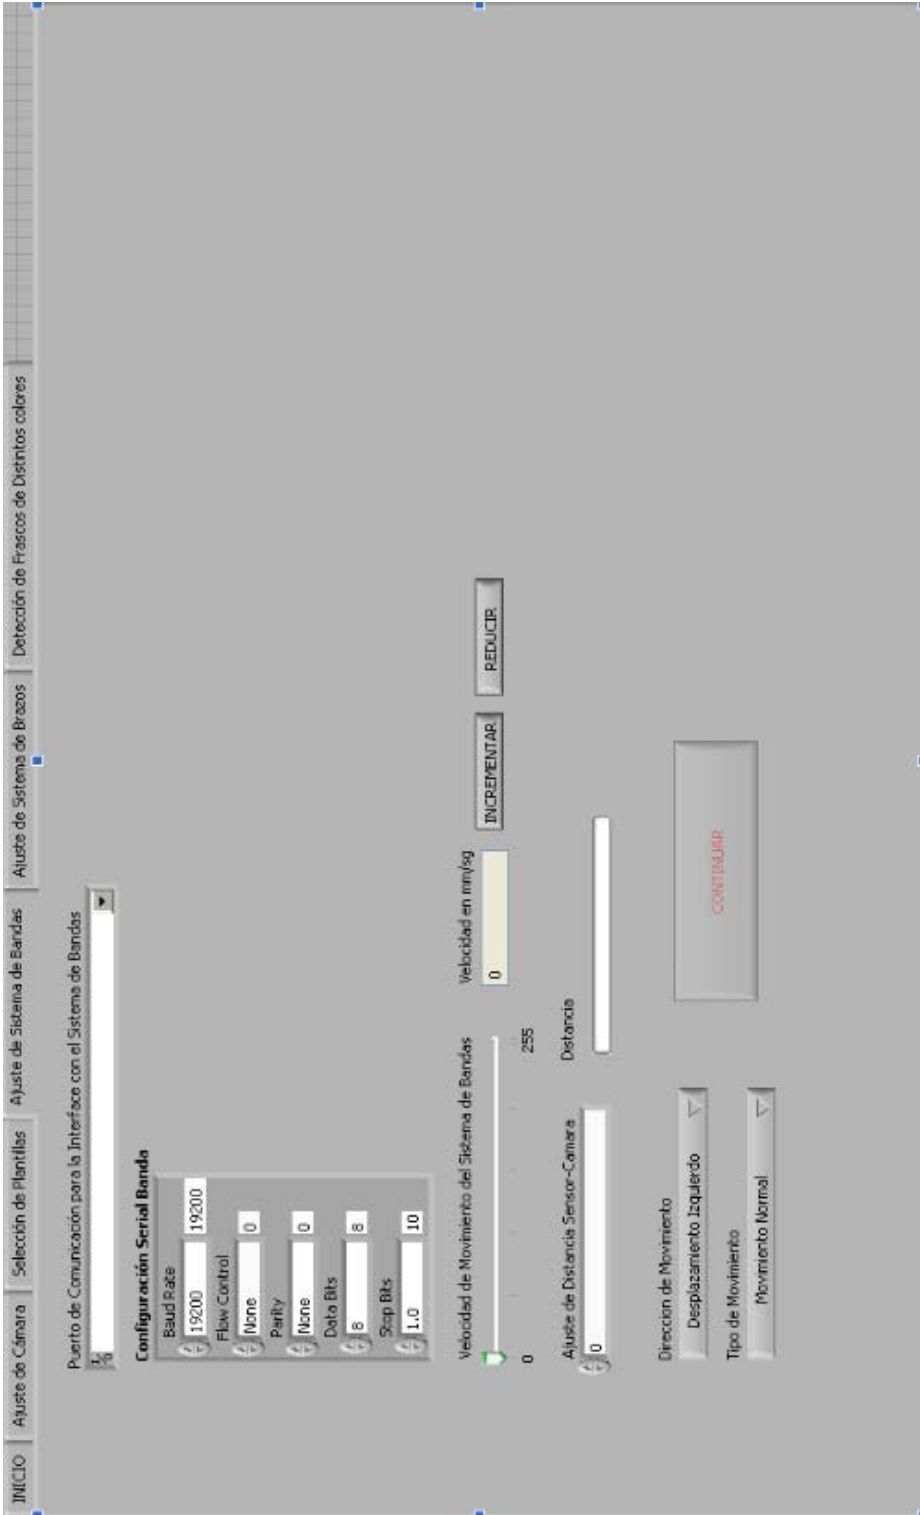 INICIO Ajuste de Cámara Selección de Plantillas Ajuste de Sistema de Bandas Ajuste de Sistema de Brazos Detección de Frascos de Distintos colores
Puerto de Comunicación para la Interface con el Sistema de Bandas
Configuración Serial Banda
Baud Rate
19200 19200
Flow Control
None 0
Parity
None 0
Data Bits
8 8
Stop Bits
1.0 10
Velocidad de Movimiento del Sistema de Bandas Velocidad en mm/sg
0 INCREMENTAR REDUCIR
0 255
Ajuste de Distancia Sensor-Camara Distancia
0
Direccion de Movimiento
Desplazamiento Izquierdo
Tipo de Movimiento
Movimiento Normal
CONTINUAR